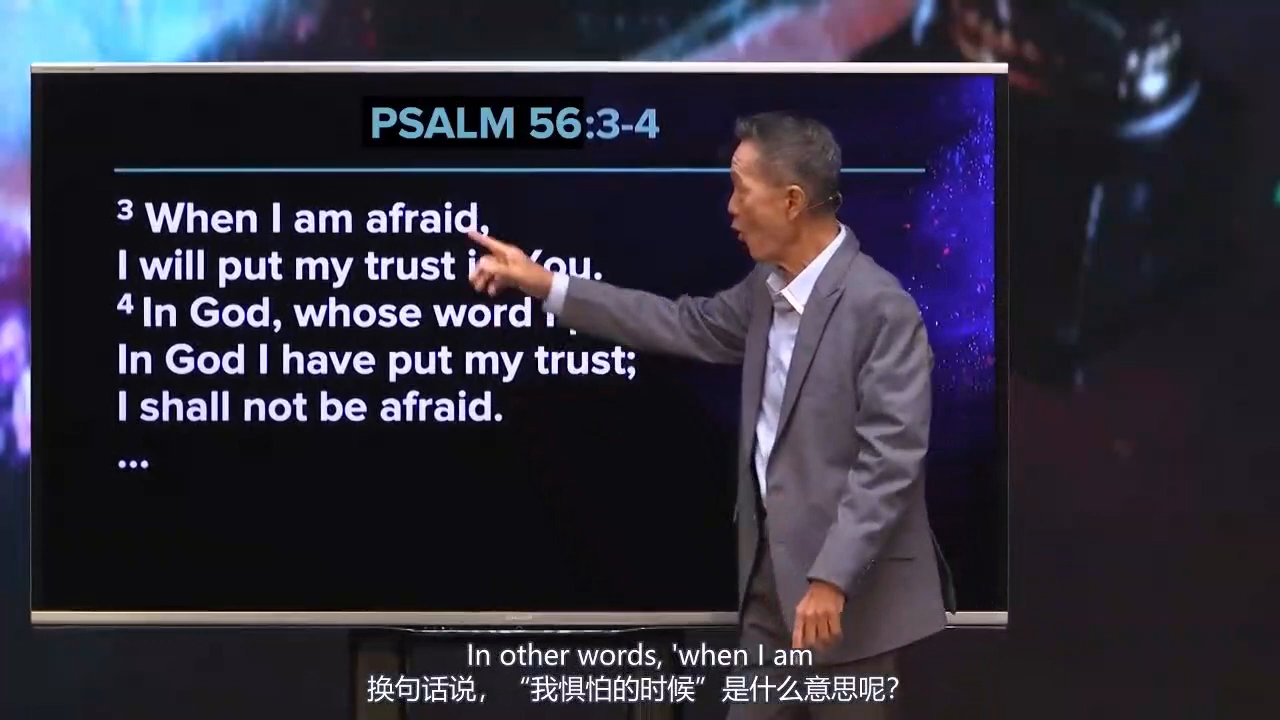 PSALM 56:3-4
3 When I am afraid,
I will put my trust in You.
4 In God, whose word I
In God I have put my trust;
I shall not be afraid.
...
In other words, 'when I am
换句话说，“我惧怕的时候”是什么意思呢？